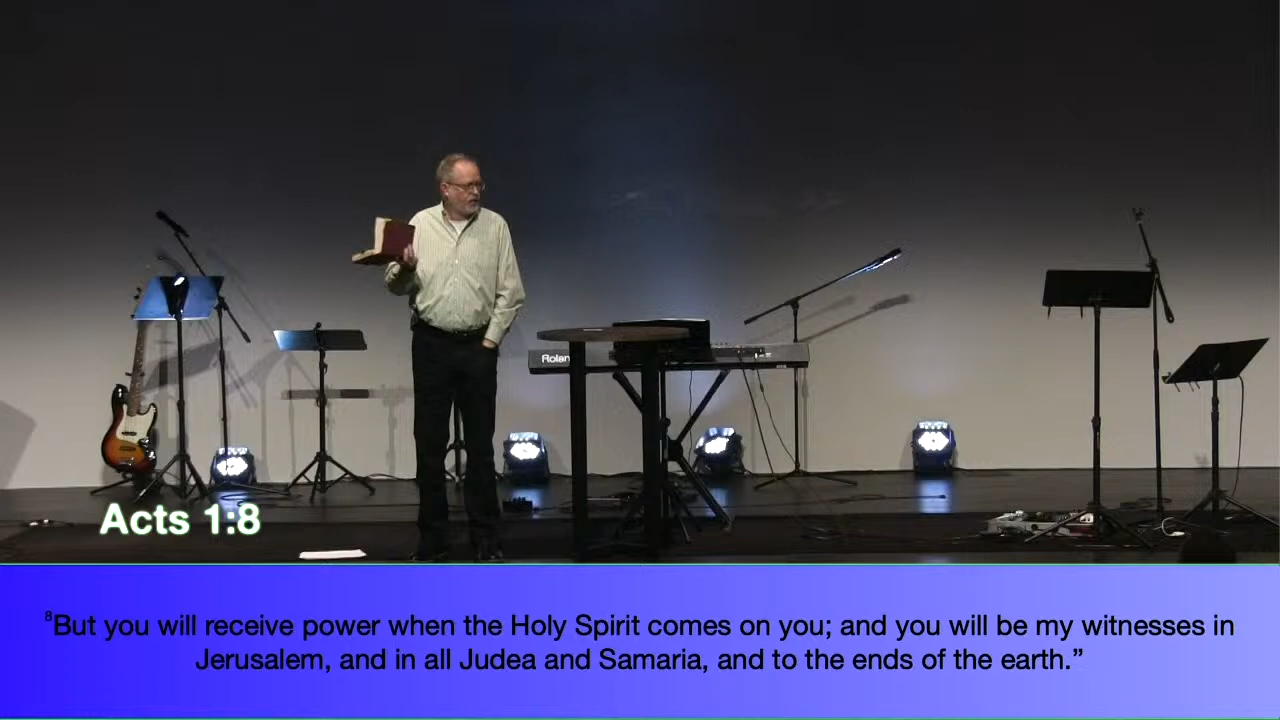 Rolan
Acts 1:8
⁸But you will receive power when the Holy Spirit comes on you; and you will be my witnesses in
Jerusalem, and in all Judea and Samaria, and to the ends of the earth.”